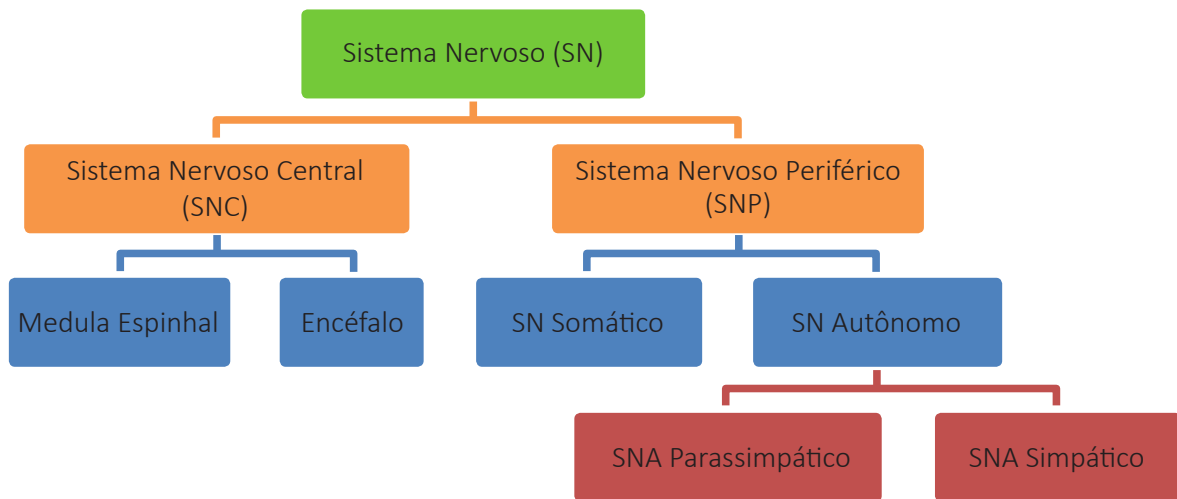 Sistema Nervoso (SN)
Sistema Nervoso Central
(SNC)
Sistema Nervoso Periférico
(SNP)
Medula Espinhal
Encéfalo
SN Somático
SN Autônomo
SNA Parassimpático
SNA Simpático